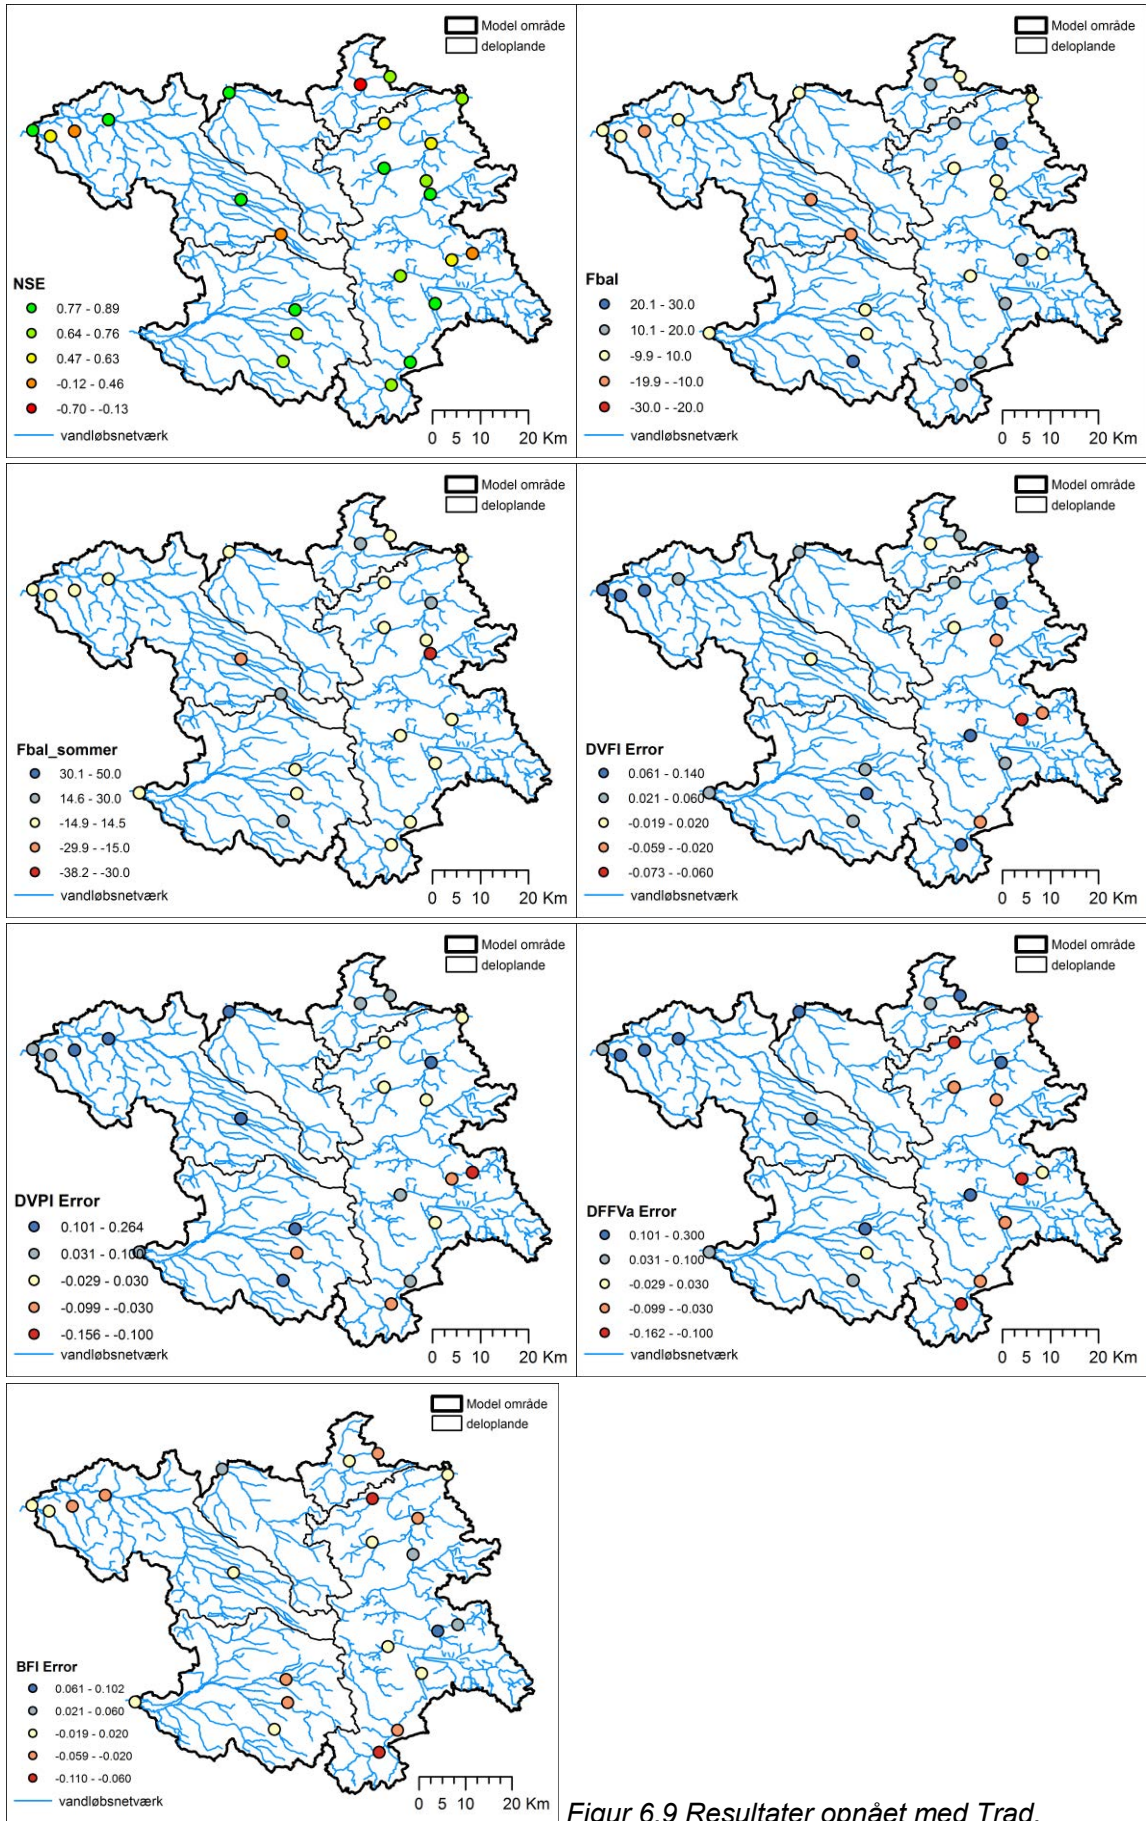 Model område
deloplande
NSE
0.77 - 0.89
0.64 - 0.76
0.47 - 0.63
-0.12 - 0.46
-0.70 - -0.13
vandløbsnetværk
0 5 10 20 Km
Model område
deloplande
Fbal
20.1 - 30.0
10.1 - 20.0
-9.9 - 10.0
-19.9 - -10.0
-30.0 - -20.0
vandløbsnetværk
0 5 10 20 Km
Model område
deloplande
Fbal_sommer
30.1 - 50.0
14.6 - 30.0
-14.9 - 14.5
-29.9 - -15.0
-38.2 - -30.0
vandløbsnetværk
0 5 10 20 Km
Model område
deloplande
DVFI Error
0.061 - 0.140
0.021 - 0.060
-0.019 - 0.020
-0.059 - -0.020
-0.073 - -0.060
vandløbsnetværk
0 5 10 20 Km
Model område
deloplande
DVPI Error
0.101 - 0.264
0.031 - 0.100
-0.029 - 0.030
-0.099 - -0.030
-0.156 - -0.100
vandløbsnetværk
0 5 10 20 Km
Model område
deloplande
DFFVa Error
0.101 - 0.300
0.031 - 0.100
-0.029 - 0.030
-0.099 - -0.030
-0.162 - -0.100
vandløbsnetværk
0 5 10 20 Km
Model område
deloplande
BFI Error
0.061 - 0.102
0.021 - 0.060
-0.019 - 0.020
-0.059 - -0.020
-0.110 - -0.060
vandløbsnetværk
0 5 10 20 Km
Figur 6.9 Resultater opnået med Trad.